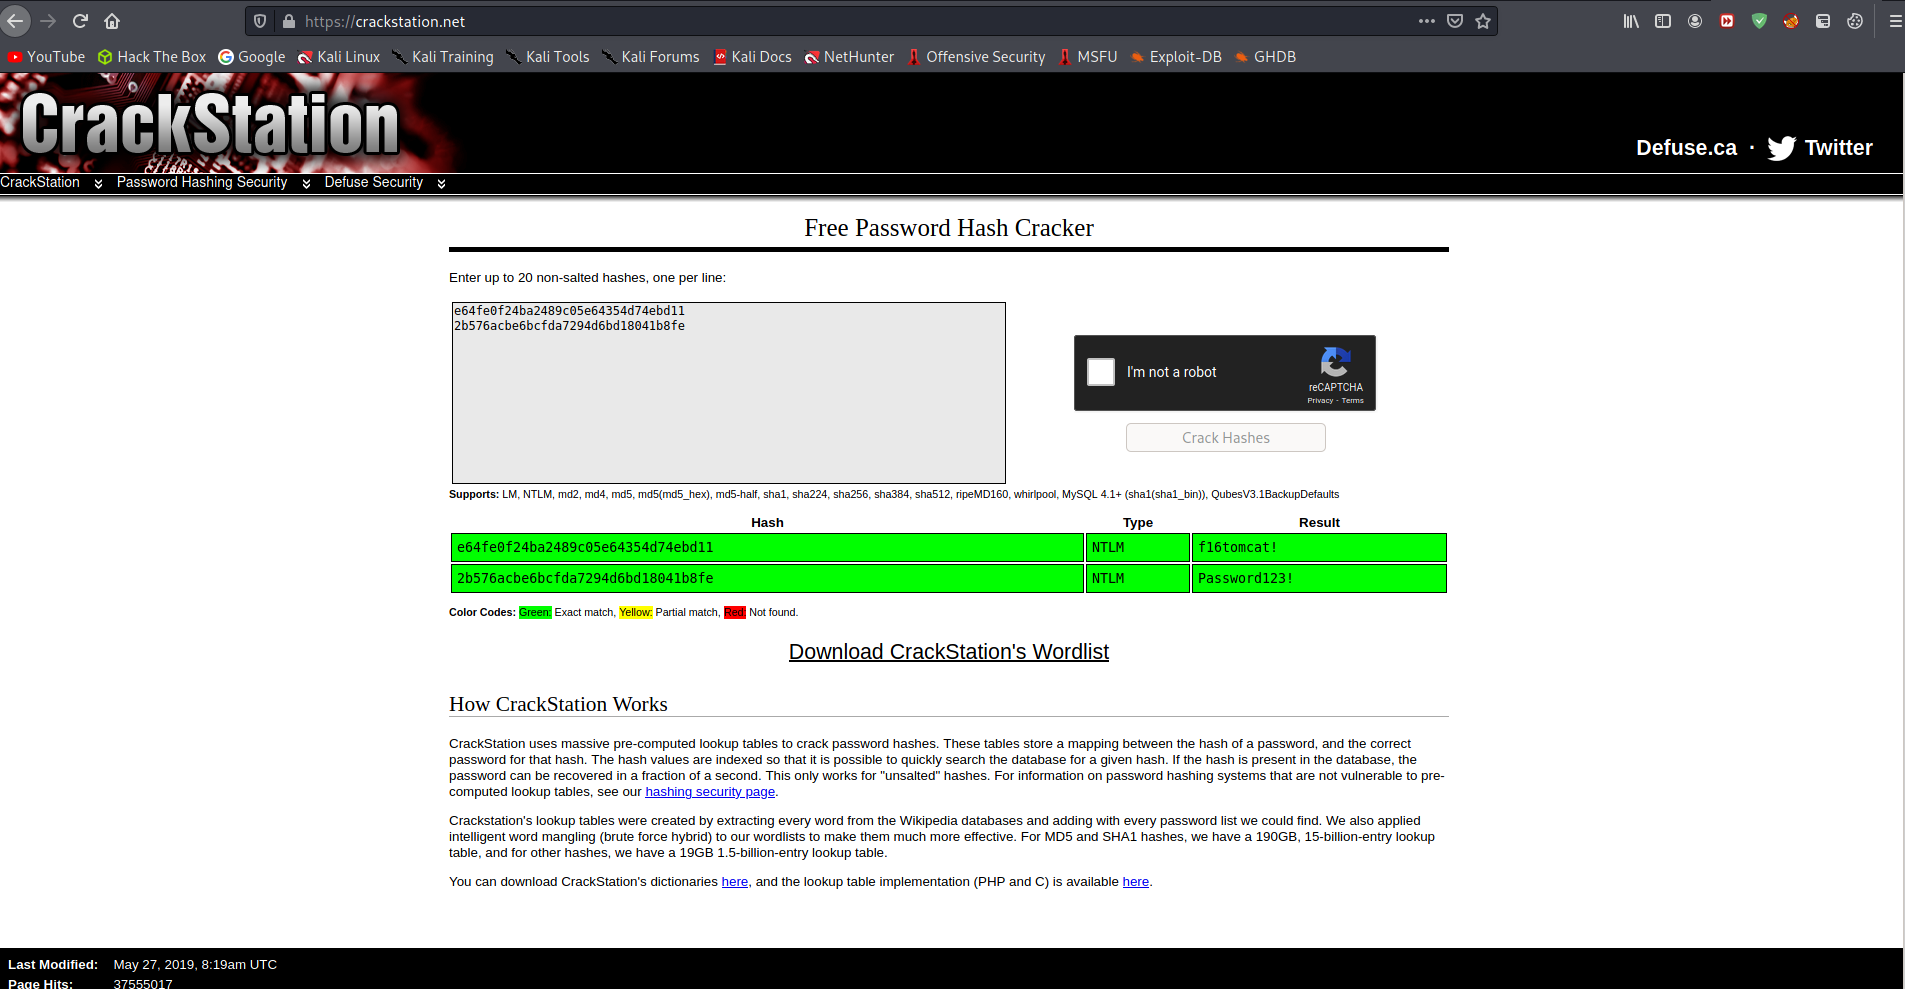 https://crackstation.net
YouTube Hack The Box Google Kali Linux Kali Training Kali Tools Kali Forums Kali Docs NetHunter Offensive Security MSFU Exploit-DB GHDB
CrackStation
Defuse.ca · Twitter
CrackStation Password Hashing Security Defuse Security
Free Password Hash Cracker
Enter up to 20 non-salted hashes, one per line:
e64fe0f24ba2489c05e64354d74ebd11
2b576acbe6bcfda7294d6bd18041b8fe
I'm not a robot
reCAPTCHA
Privacy - Terms
Crack Hashes
Supports: LM, NTLM, md2, md4, md5, md5(md5_hex), md5-half, sha1, sha224, sha256, sha384, sha512, ripeMD160, whirlpool, MySQL 4.1+ (sha1(sha1_bin)), QubesV3.1BackupDefaults
Hash Type Result
e64fe0f24ba2489c05e64354d74ebd11 NTLM f16tomcat!
2b576acbe6bcfda7294d6bd18041b8fe NTLM Password123!
Color Codes: Green: Exact match, Yellow: Partial match, Red: Not found.
Download CrackStation's Wordlist
How CrackStation Works
CrackStation uses massive pre-computed lookup tables to crack password hashes. These tables store a mapping between the hash of a password, and the correct
password for that hash. The hash values are indexed so that it is possible to quickly search the database for a given hash. If the hash is present in the database, the
password can be recovered in a fraction of a second. This only works for "unsalted" hashes. For information on password hashing systems that are not vulnerable to pre-
computed lookup tables, see our hashing security page.
Crackstation's lookup tables were created by extracting every word from the Wikipedia databases and adding with every password list we could find. We also applied
intelligent word mangling (brute force hybrid) to our wordlists to make them much more effective. For MD5 and SHA1 hashes, we have a 190GB, 15-billion-entry lookup
table, and for other hashes, we have a 19GB 1.5-billion-entry lookup table.
You can download CrackStation's dictionaries here, and the lookup table implementation (PHP and C) is available here.
Last Modified: May 27, 2019, 8:19am UTC
Page Hits: 37555017